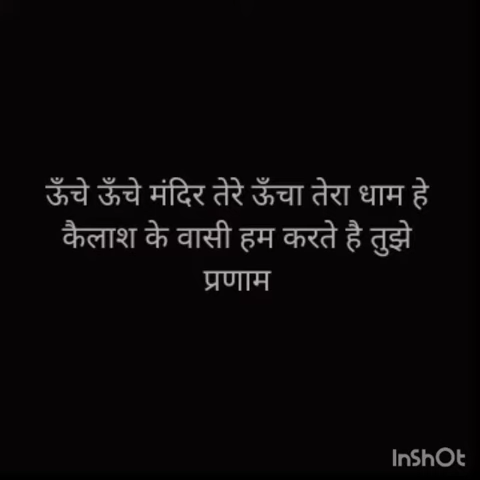 ऊँचे ऊँचे मंदिर तेरे ऊँचा तेरा धाम हे
कैलाश के वासी हम करते है तुझे
प्रणाम
InShOt